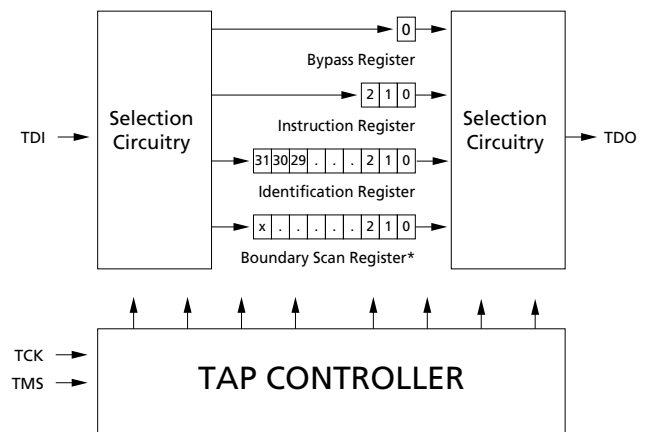 0
Bypass Register
2 1 0
Instruction Register
Selection
Circuitry
Selection
Circuitry
TDI
TDO
31 30 29 . . . 2 1 0
Identification Register
x . . . . . 2 1 0
Boundary Scan Register*
TCK
TMS
TAP CONTROLLER